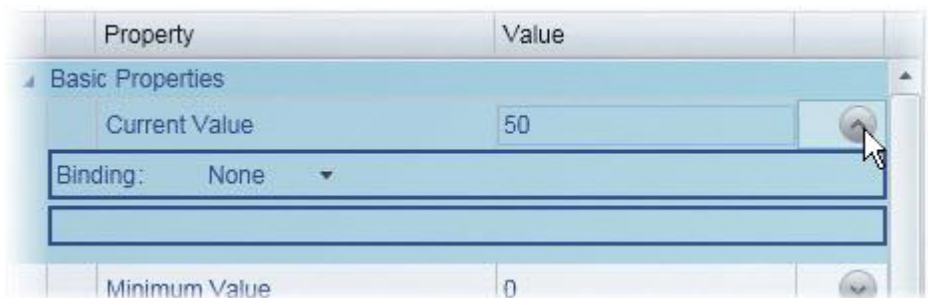 Property Value
Basic Properties
Current Value 50
Binding: None
Minimum Value 0